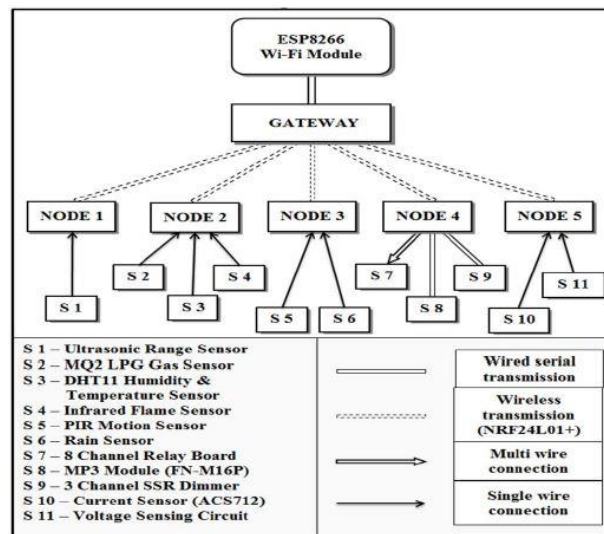 ESP8266
Wi-Fi Module
GATEWAY
NODE 1
NODE 2
NODE 3
NODE 4
NODE 5
S 1
S 2
S 3
S 4
S 5
S 6
S 7
S 8
S 9
S 10
S 11
S 1 – Ultrasonic Range Sensor
S 2 – MQ2 LPG Gas Sensor
S 3 – DHT11 Humidity &
Temperature Sensor
S 4 – Infrared Flame Sensor
S 5 – PIR Motion Sensor
S 6 – Rain Sensor
S 7 – 8 Channel Relay Board
S 8 – MP3 Module (FN-M16P)
S 9 – 3 Channel SSR Dimmer
S 10 – Current Sensor (ACS712)
S 11 – Voltage Sensing Circuit
Wired serial
transmission
Wireless
transmission
(NRF24L01+)
Multi wire
connection
Single wire
connection